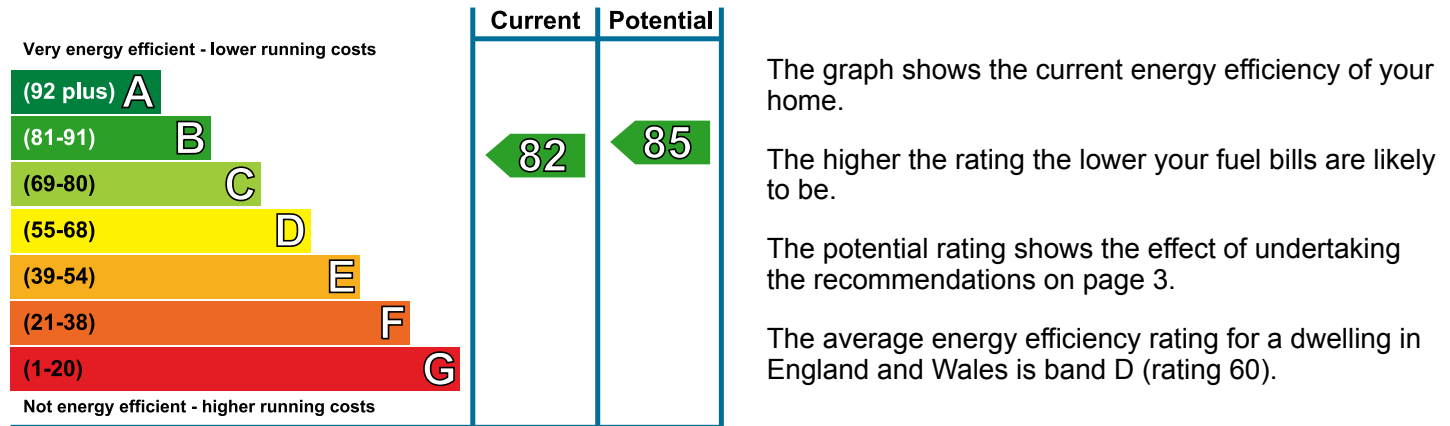 Current Potential
Very energy efficient - lower running costs
(92 plus) A
(81-91) B
82
85
(69-80) C
(55-68) D
(39-54) E
(21-38) F
(1-20) G
Not energy efficient - higher running costs
The graph shows the current energy efficiency of your
home.
The higher the rating the lower your fuel bills are likely
to be.
The potential rating shows the effect of undertaking
the recommendations on page 3.
The average energy efficiency rating for a dwelling in
England and Wales is band D (rating 60).